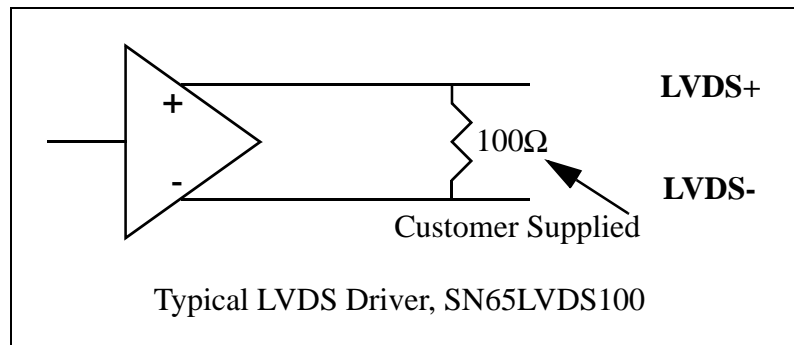 +
LVDS+
100Ω
-
LVDS-
Customer Supplied
Typical LVDS Driver, SN65LVDS100